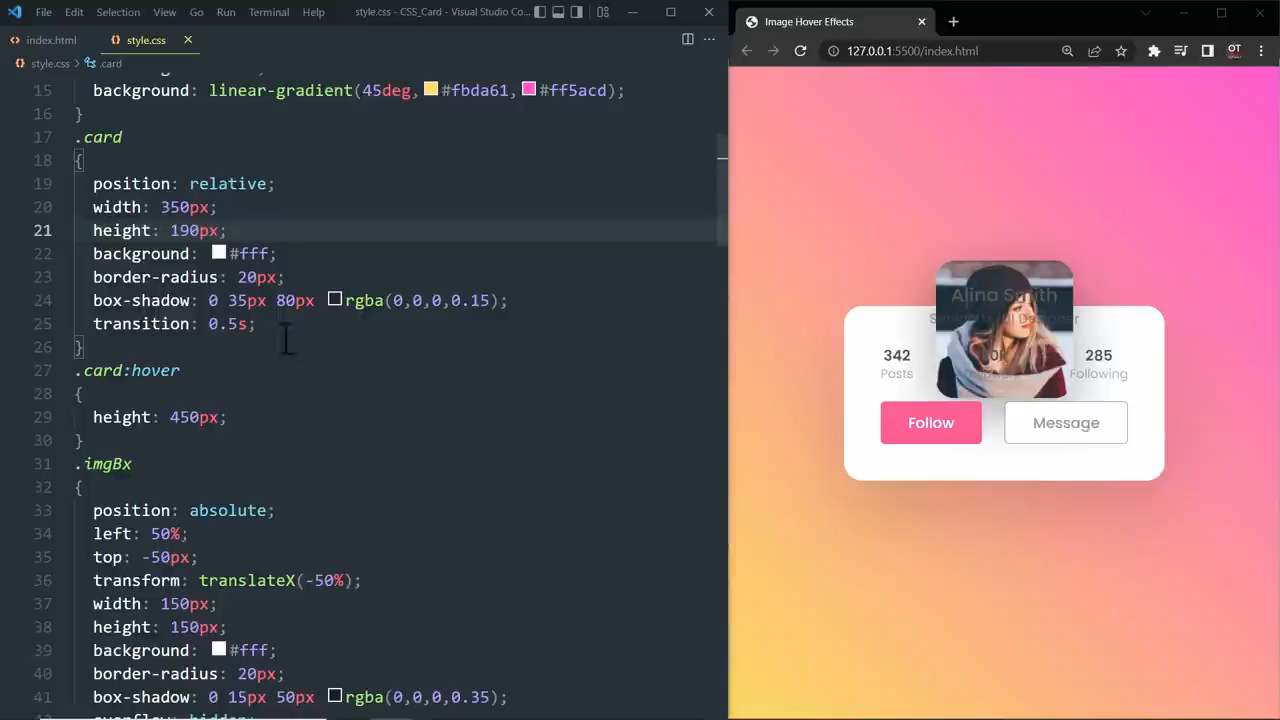 File Edit Selection View Go Run Terminal Help style.css - CSS_Card - Visual Studio Co...
index.html style.css
style.css > .card
15 background: linear-gradient(45deg,#fbda61,#ff5acd);
16 }
17 .card
18 {
19 position: relative;
20 width: 350px;
21 height: 190px;
22 background: #fff;
23 border-radius: 20px;
24 box-shadow: 0 35px 80px rgba(0,0,0,0.15);
25 transition: 0.5s;
26 }
27 .card:hover
28 {
29 height: 450px;
30 }
31 .imgBx
32 {
33 position: absolute;
34 left: 50%;
35 top: -50px;
36 transform: translateX(-50%);
37 width: 150px;
38 height: 150px;
39 background: #fff;
40 border-radius: 20px;
41 box-shadow: 0 15px 50px rgba(0,0,0,0.35);
Image Hover Effects
127.0.0.1:5500/index.html
OT
Alina Smith
342 285
Posts Following
Follow Message